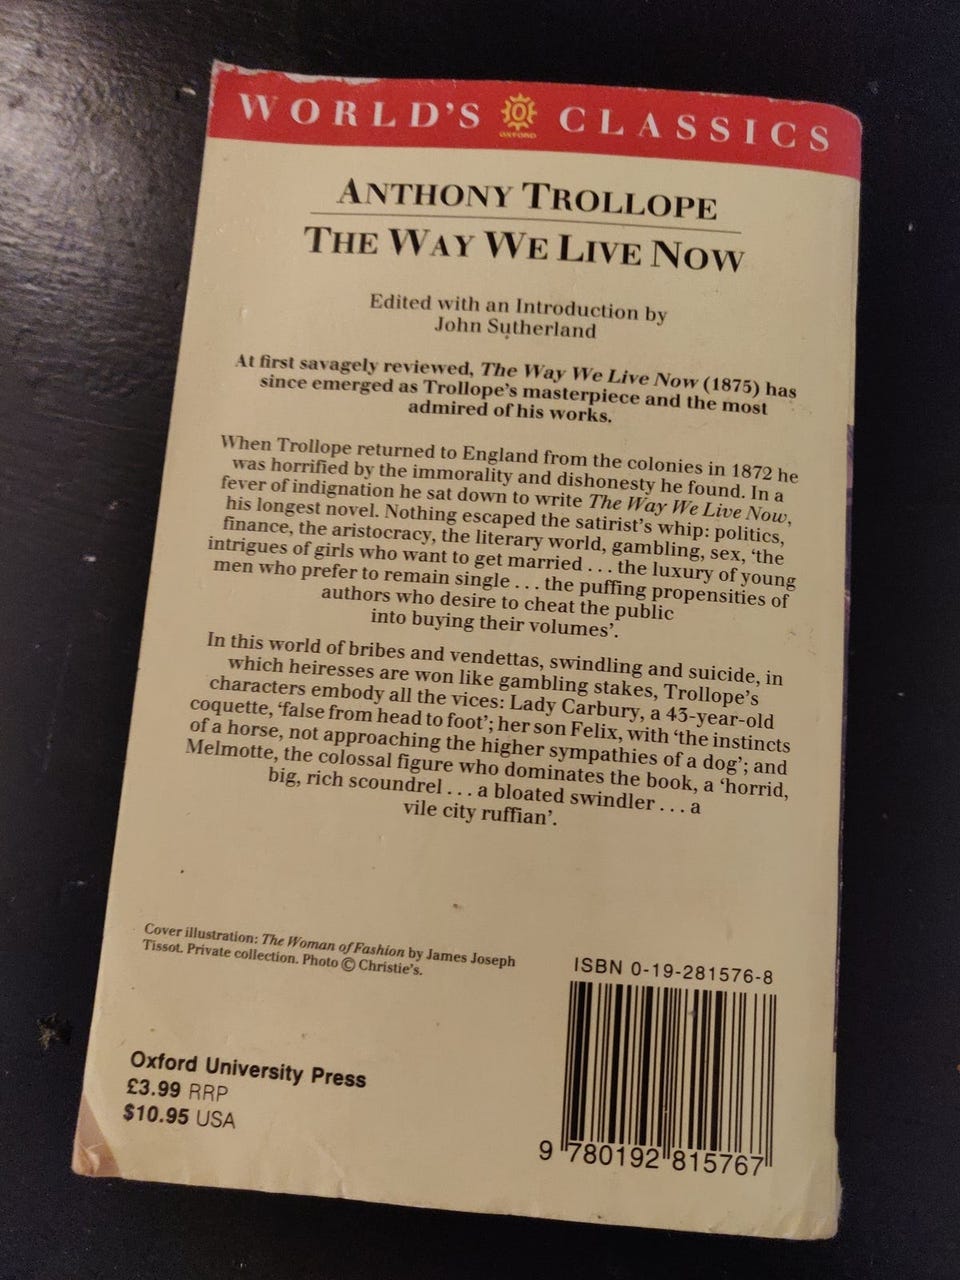 WORLD'S OXFORD CLASSICS
ANTHONY TROLLOPE
THE WAY WE LIVE NOW
Edited with an Introduction by
John Sutherland
At first savagely reviewed, The Way We Live Now (1875) has
since emerged as Trollope's masterpiece and the most
admired of his works.
When Trollope returned to England from the colonies in 1872 he
was horrified by the immorality and dishonesty he found. In a
fever of indignation he sat down to write The Way We Live Now,
his longest novel. Nothing escaped the satirist's whip: politics,
finance, the aristocracy, the literary world, gambling, sex, 'the
intrigues of girls who want to get married . . . the luxury of young
men who prefer to remain single . . . the puffing propensities of
authors who desire to cheat the public
into buying their volumes'.
In this world of bribes and vendettas, swindling and suicide, in
which heiresses are won like gambling stakes, Trollope's
characters embody all the vices: Lady Carbury, a 43-year-old
coquette, 'false from head to foot'; her son Felix, with 'the instincts
of a horse, not approaching the higher sympathies of a dog'; and
Melmotte, the colossal figure who dominates the book, a 'horrid,
big, rich scoundrel . . . a bloated swindler . . . a
vile city ruffian'.
Cover illustration: The Woman of Fashion by James Joseph
Tissot. Private collection. Photo © Christie's.
ISBN 0-19-281576-8
Oxford University Press
£3.99 RRP
$10.95 USA
9 780192 815767